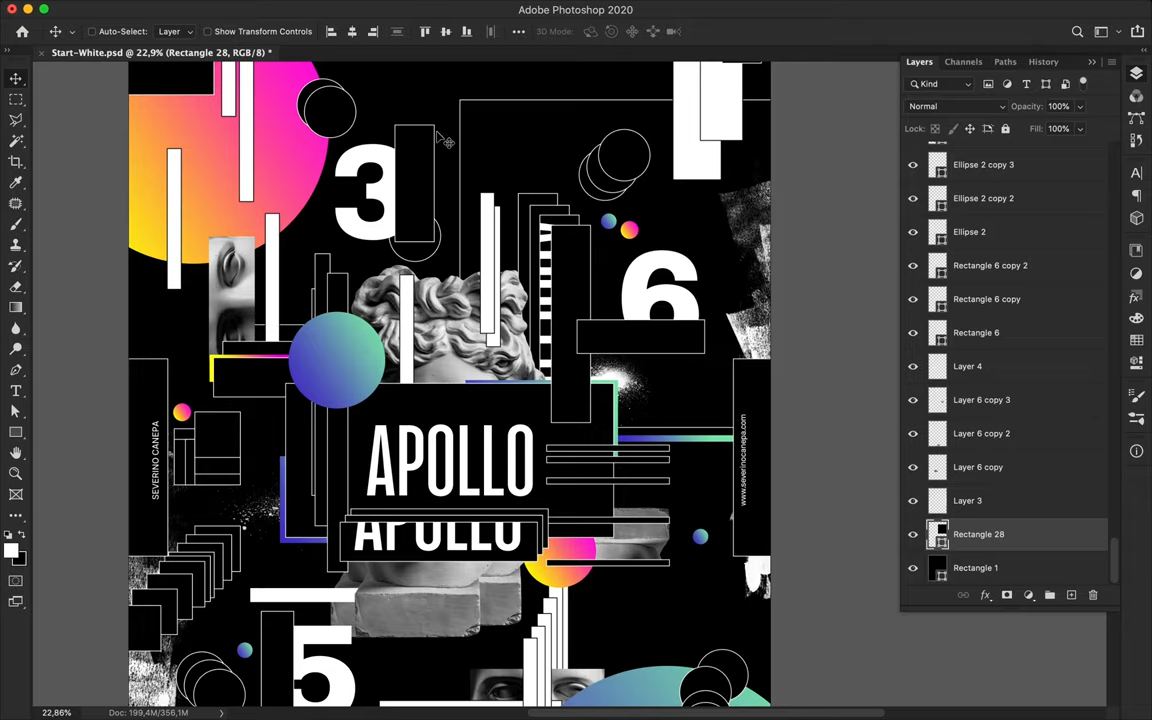 Adobe Photoshop 2020
Auto-Select:
Layer
Show Transform Controls
3D Mode:
Start-White.psd @ 22,9% (Rectangle 28, RGB/8) *
Layers
Channels
Paths
History
Kind
Normal
Opacity: 100%
Lock:
Fill: 100%
Ellipse 2 copy 3
Ellipse 2 copy 2
Ellipse 2
Rectangle 6 copy 2
Rectangle 6 copy
Rectangle 6
Layer 4
Layer 6 copy 3
Layer 6 copy 2
Layer 6 copy
Layer 3
Rectangle 28
Rectangle 1
3
6
SEVERINO CANEPA
APOLLO
APOLLO
www.severinocanepa.com
5
22,86%
Doc: 199,4M/356,1M